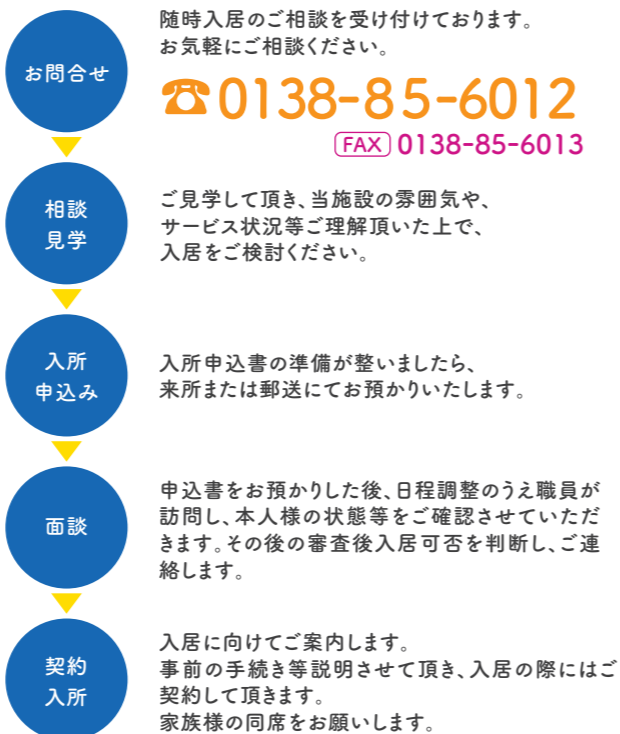 お問合せ
随時入居のご相談を受け付けております。
お気軽にご相談ください。
☎0138-85-6012
FAX 0138-85-6013
相談
見学
ご見学して頂き、当施設の雰囲気や、
サービス状況等ご理解頂いた上で、
入居をご検討ください。
入所
申込み
入所申込書の準備が整いましたら、
来所または郵送にてお預かりいたします。
面談
申込書をお預かりした後、日程調整のうえ職員が
訪問し、本人様の状態等をご確認させていただ
きます。その後の審査後入居可否を判断し、ご連
絡します。
契約
入所
入居に向けてご案内します。
事前の手続き等説明させて頂き、入居の際にはご
契約して頂きます。
家族様の同席をお願いします。